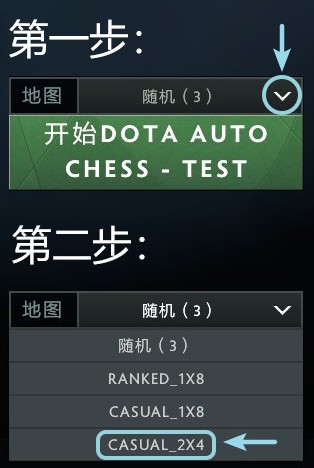 第一步：
地图 随机（3）
开始DOTA AUTO
CHESS - TEST
第二步：
地图 随机（3）
随机（3）
RANKED_1X8
CASUAL_1X8
CASUAL_2X4